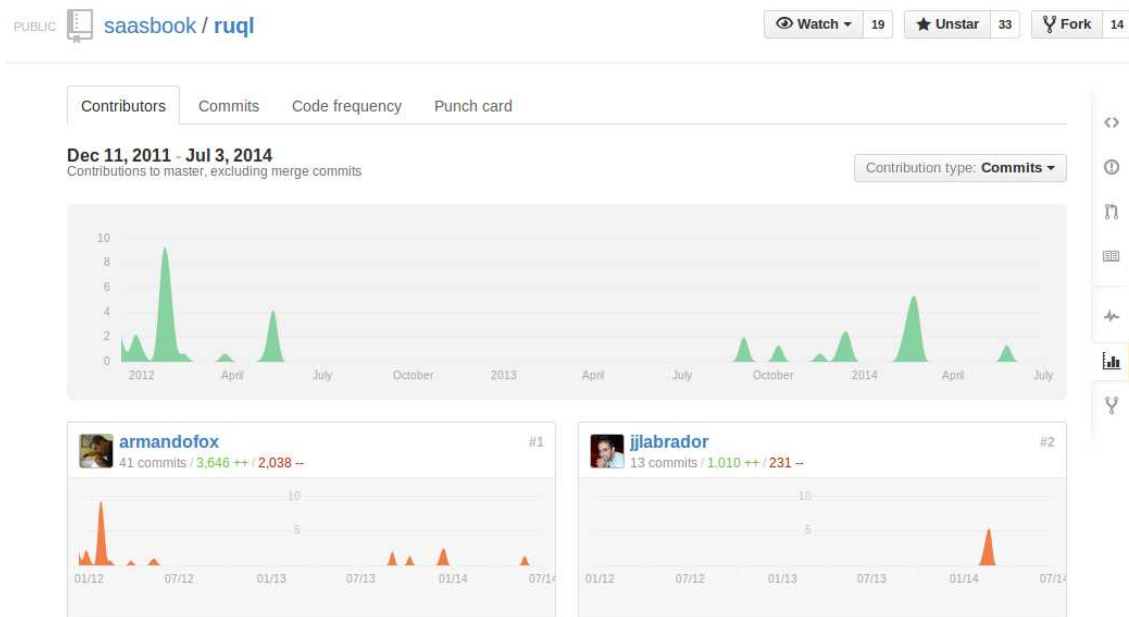 PUBLIC saasbook / ruql Watch 19 Unstar 33 Fork 14
Contributors Commits Code frequency Punch card
Dec 11, 2011 - Jul 3, 2014
Contributions to master, excluding merge commits
Contribution type: Commits
10
8
6
4
2
0
2012 April July October 2013 April July October 2014 April July
armandofox #1
41 commits / 3,646 ++ / 2,038 --
10
5
01/12 07/12 01/13 07/13 01/14 07/14
jjlabrador #2
13 commits / 1,010 ++ / 231 --
10
5
01/12 07/12 01/13 07/13 01/14 07/14